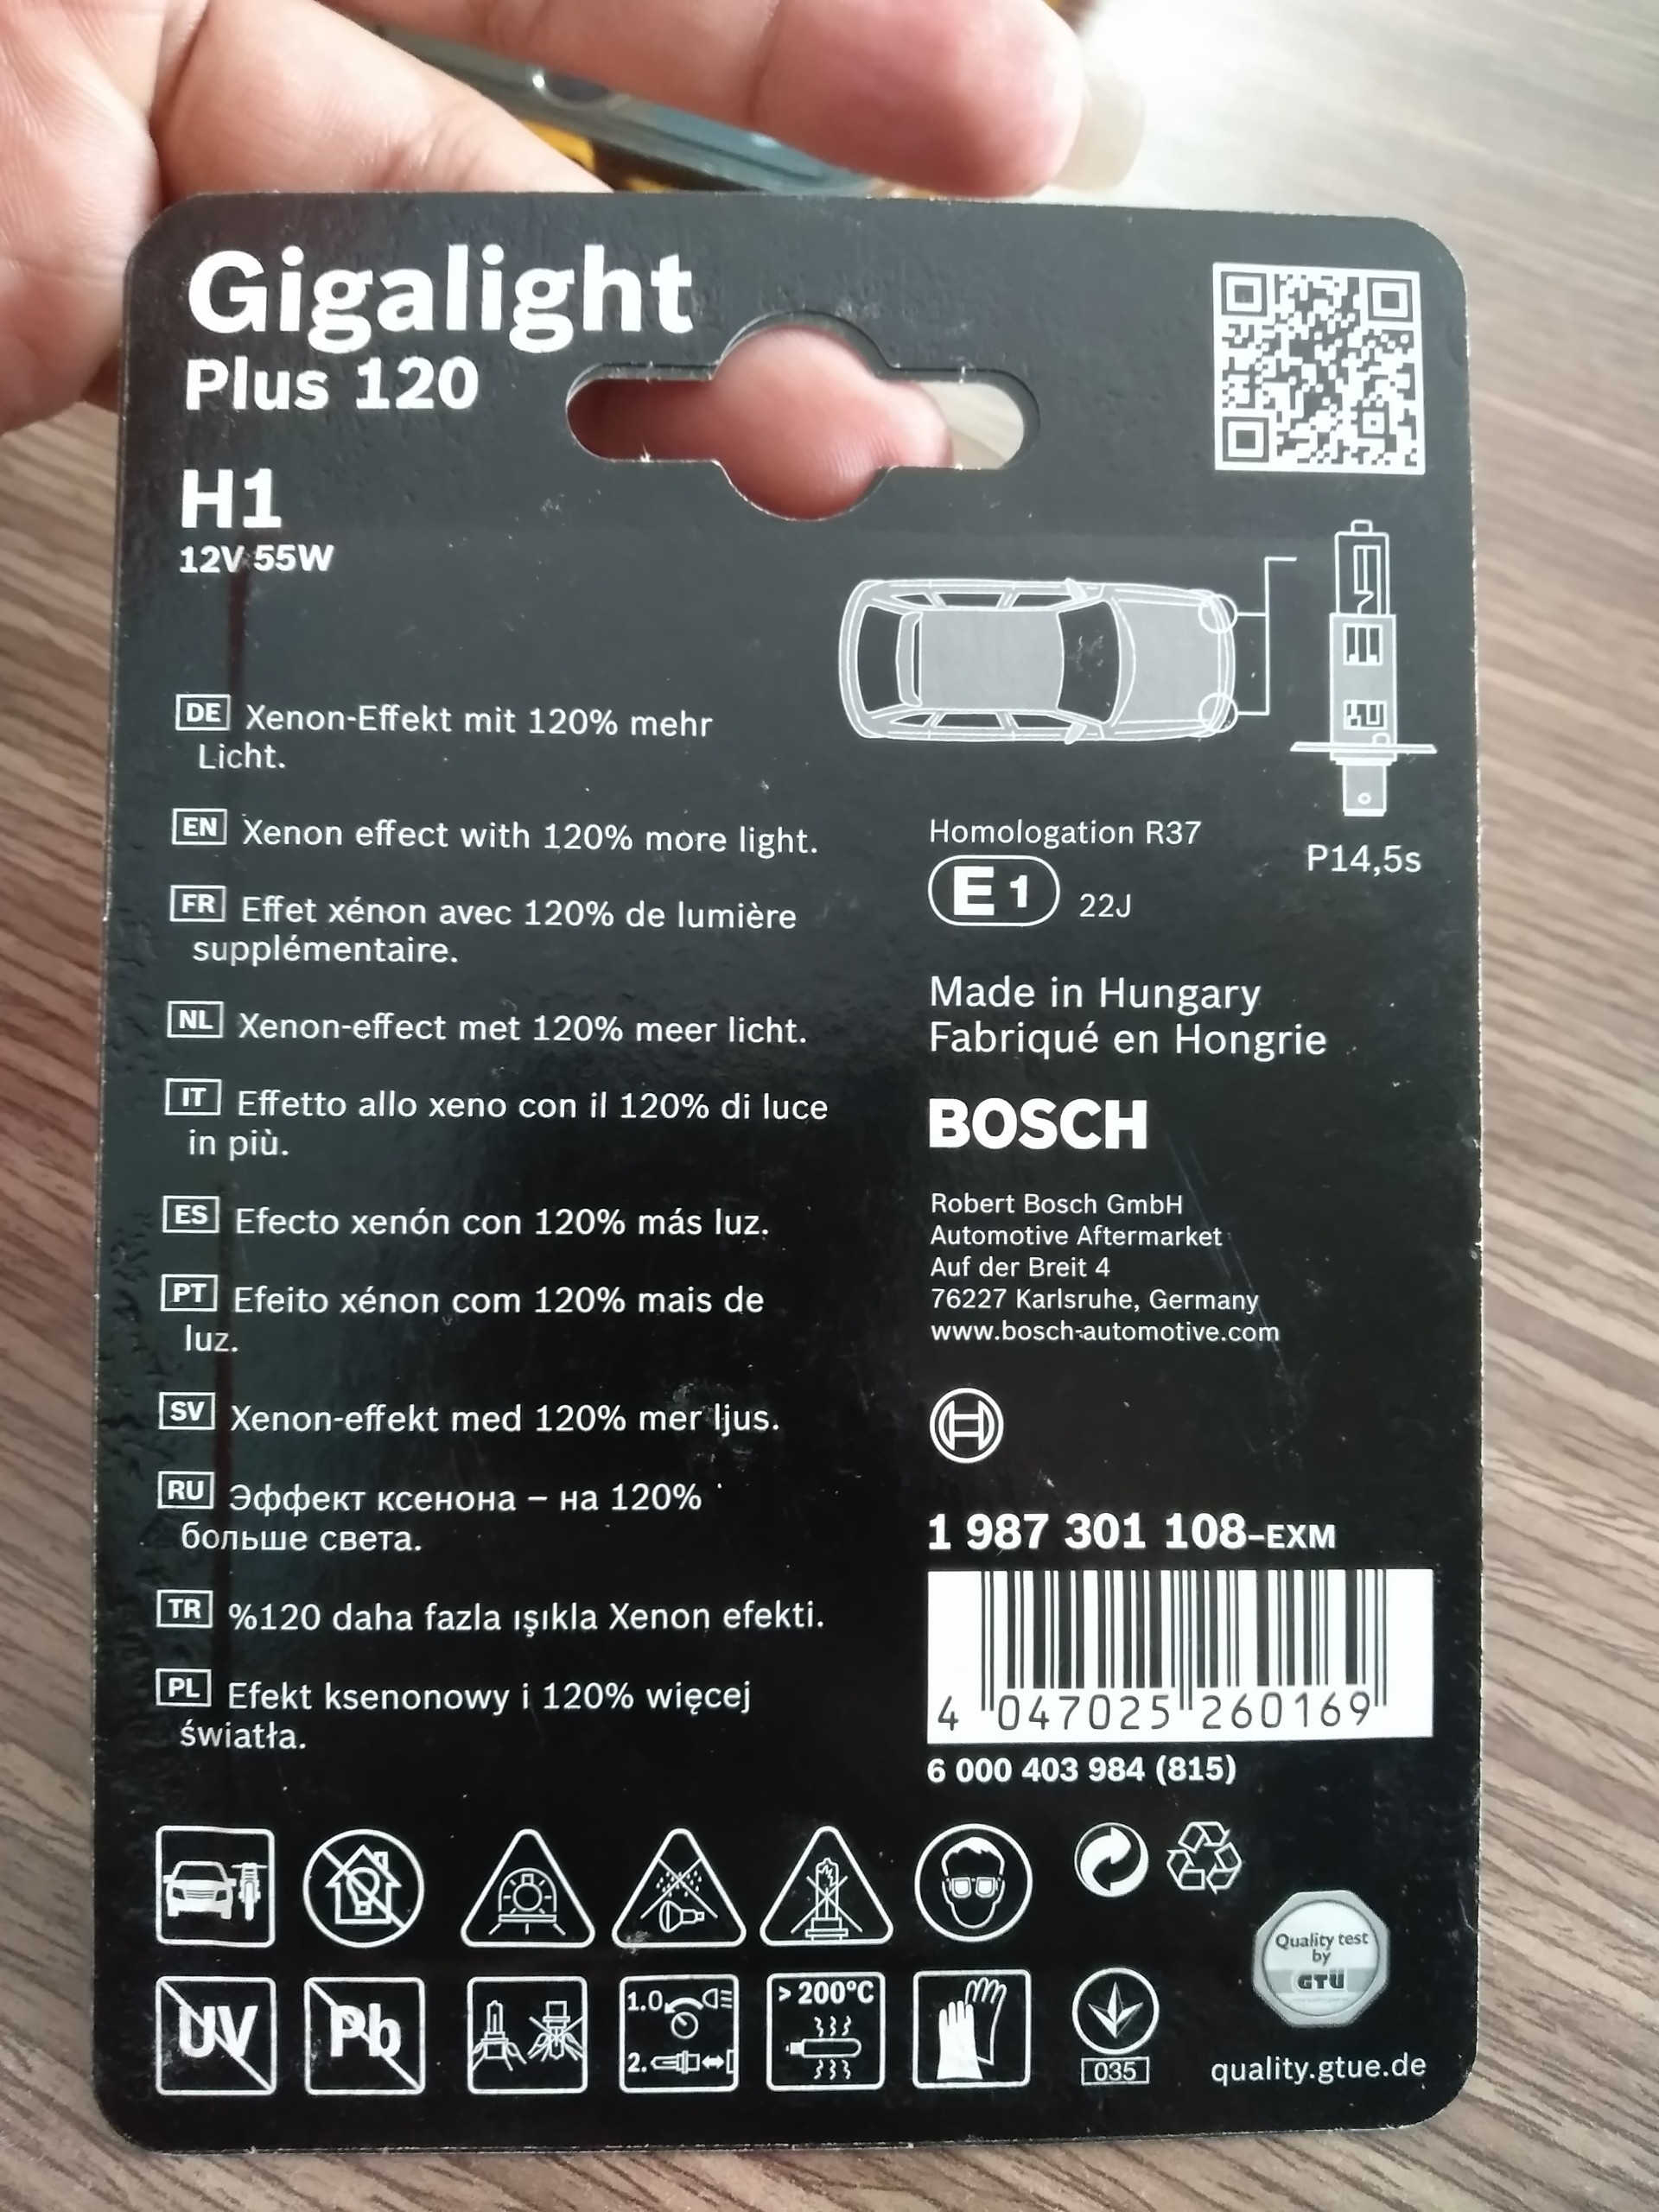 Gigalight
Plus 120
H1
12V 55W
DE Xenon-Effekt mit 120% mehr
Licht.
EN Xenon effect with 120% more light.
FR Effet xénon avec 120% de lumière
supplémentaire.
NL Xenon-effect met 120% meer licht.
IT Effetto allo xeno con il 120% di luce
in più.
ES Efecto xenón con 120% más luz.
PT Efeito xénon com 120% mais de
luz.
SV Xenon-effekt med 120% mer ljus.
RU Эффект ксенона – на 120%
больше света.
TR %120 daha fazla ışıkla Xenon efekti.
PL Efekt ksenonowy i 120% więcej
światła.
P14,5s
Homologation R37
E1 22J
Made in Hungary
Fabriqué en Hongrie
BOSCH
Robert Bosch GmbH
Automotive Aftermarket
Auf der Breit 4
76227 Karlsruhe, Germany
www.bosch-automotive.com
1 987 301 108-EXM
4 047025 260169
6 000 403 984 (815)
UV
Pb
1.0
2.
> 200°C
035
Quality test
by
GTÜ
quality.gtue.de